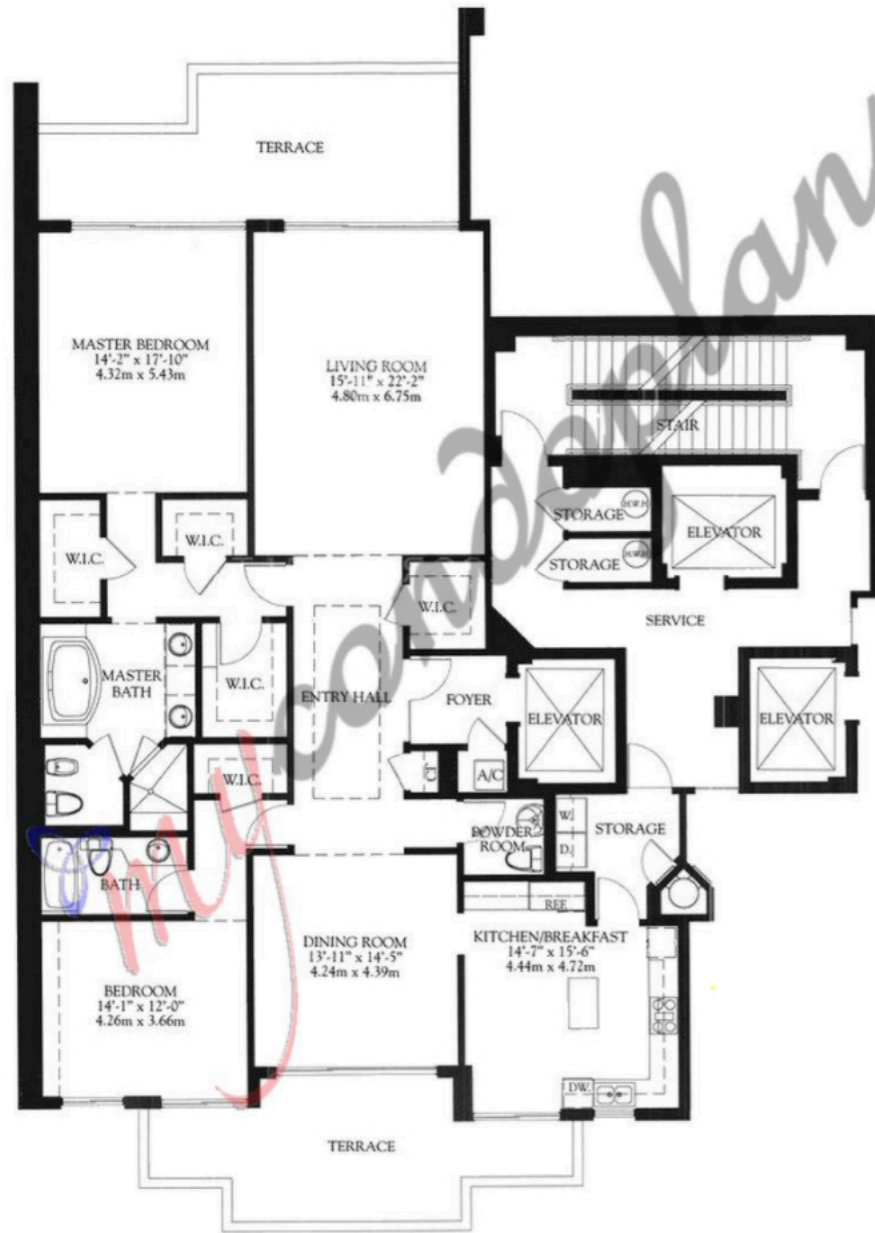 TERRACE
MASTER BEDROOM
14'-2" x 17'-10"
4.32m x 5.43m
LIVING ROOM
15'-11" x 22'-2"
4.80m x 6.75m
STAIR
W.I.C.
W.I.C.
W.I.C.
STORAGE
H.W.H
STORAGE
H.W.H
ELEVATOR
SERVICE
MASTER
BATH
W.I.C.
ENTRY HALL
FOYER
ELEVATOR
ELEVATOR
W.I.C.
CT
A/C
POWDER
ROOM
W.
D.
STORAGE
BATH
REF.
DINING ROOM
13'-11" x 14'-5"
4.24m x 4.39m
KITCHEN/BREAKFAST
14'-7" x 15'-6"
4.44m x 4.72m
BEDROOM
14'-1" x 12'-0"
4.26m x 3.66m
DW.
TERRACE
my condoplans